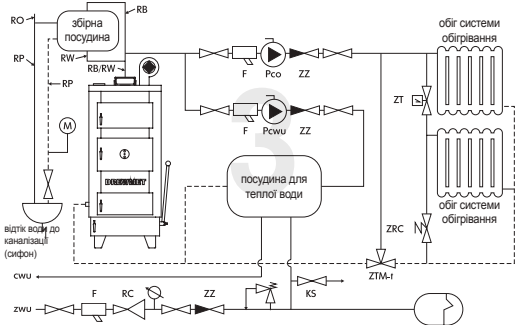 RO
RB
збірна
посудина
RP
RW
RB/RW
RP
M
F
Pco
ZZ
F
Pcwu
ZZ
3
обіг системи
обігрівання
ZT
обіг системи
обігрівання
посудина для
теплої води
відтік води до
каналізації
(сифон)
ZRC
ZTM-т
cwu
zwu
F
RC
ZZ
KS